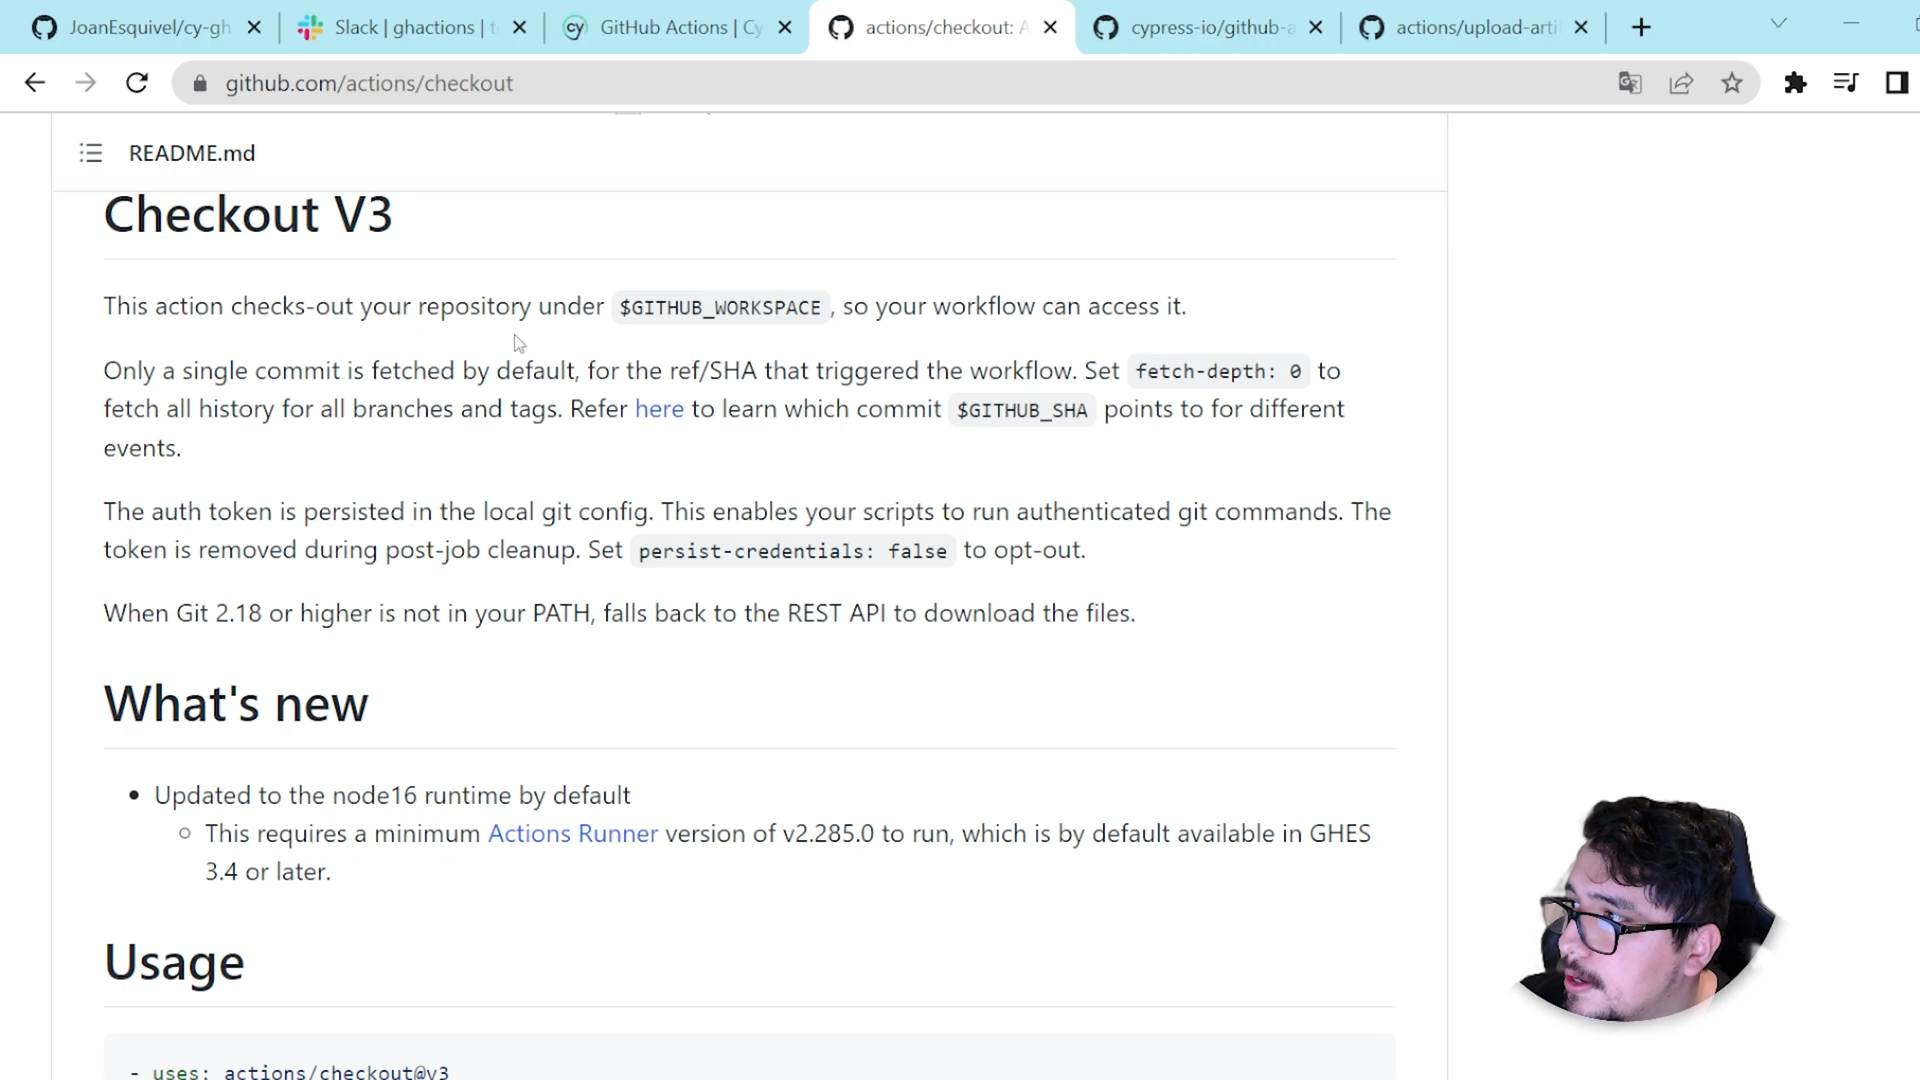 JoanEsquivel/cy-gh
Slack | ghactions | t
GitHub Actions | Cy
actions/checkout: A
cypress-io/github-a
actions/upload-arti
github.com/actions/checkout
README.md
Checkout V3
This action checks-out your repository under $GITHUB_WORKSPACE, so your workflow can access it.
Only a single commit is fetched by default, for the ref/SHA that triggered the workflow. Set fetch-depth: 0 to
fetch all history for all branches and tags. Refer here to learn which commit $GITHUB_SHA points to for different
events.
The auth token is persisted in the local git config. This enables your scripts to run authenticated git commands. The
token is removed during post-job cleanup. Set persist-credentials: false to opt-out.
When Git 2.18 or higher is not in your PATH, falls back to the REST API to download the files.
What's new
• Updated to the node16 runtime by default
○ This requires a minimum Actions Runner version of v2.285.0 to run, which is by default available in GHES
3.4 or later.
Usage
- uses: actions/checkout@v3